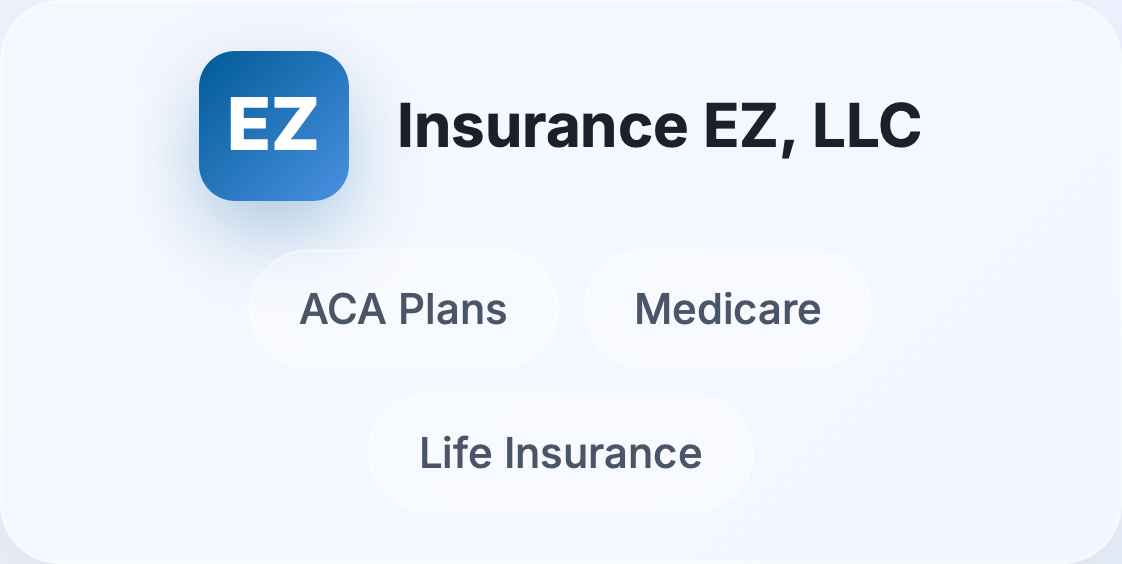 EZ
Insurance EZ, LLC
ACA Plans
Medicare
Life Insurance